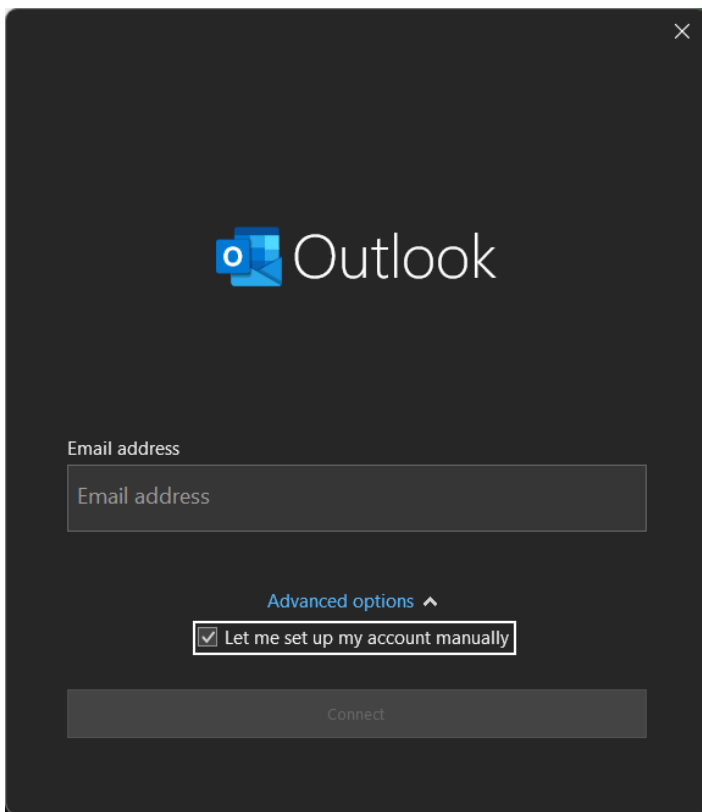 Outlook
Email address
Email address
Advanced options
Let me set up my account manually
Connect